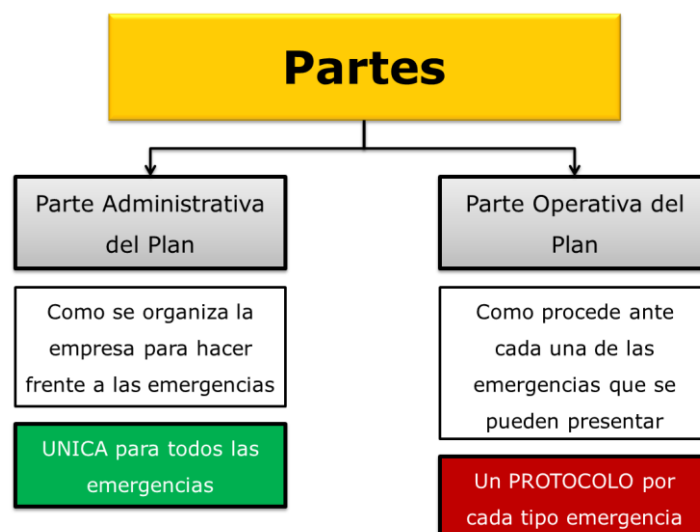 Partes
Parte Administrativa
del Plan
Como se organiza la
empresa para hacer
frente a las emergencias
UNICA para todos las
emergencias
Parte Operativa del
Plan
Como procede ante
cada una de las
emergencias que se
pueden presentar
Un PROTOCOLO por
cada tipo emergencia